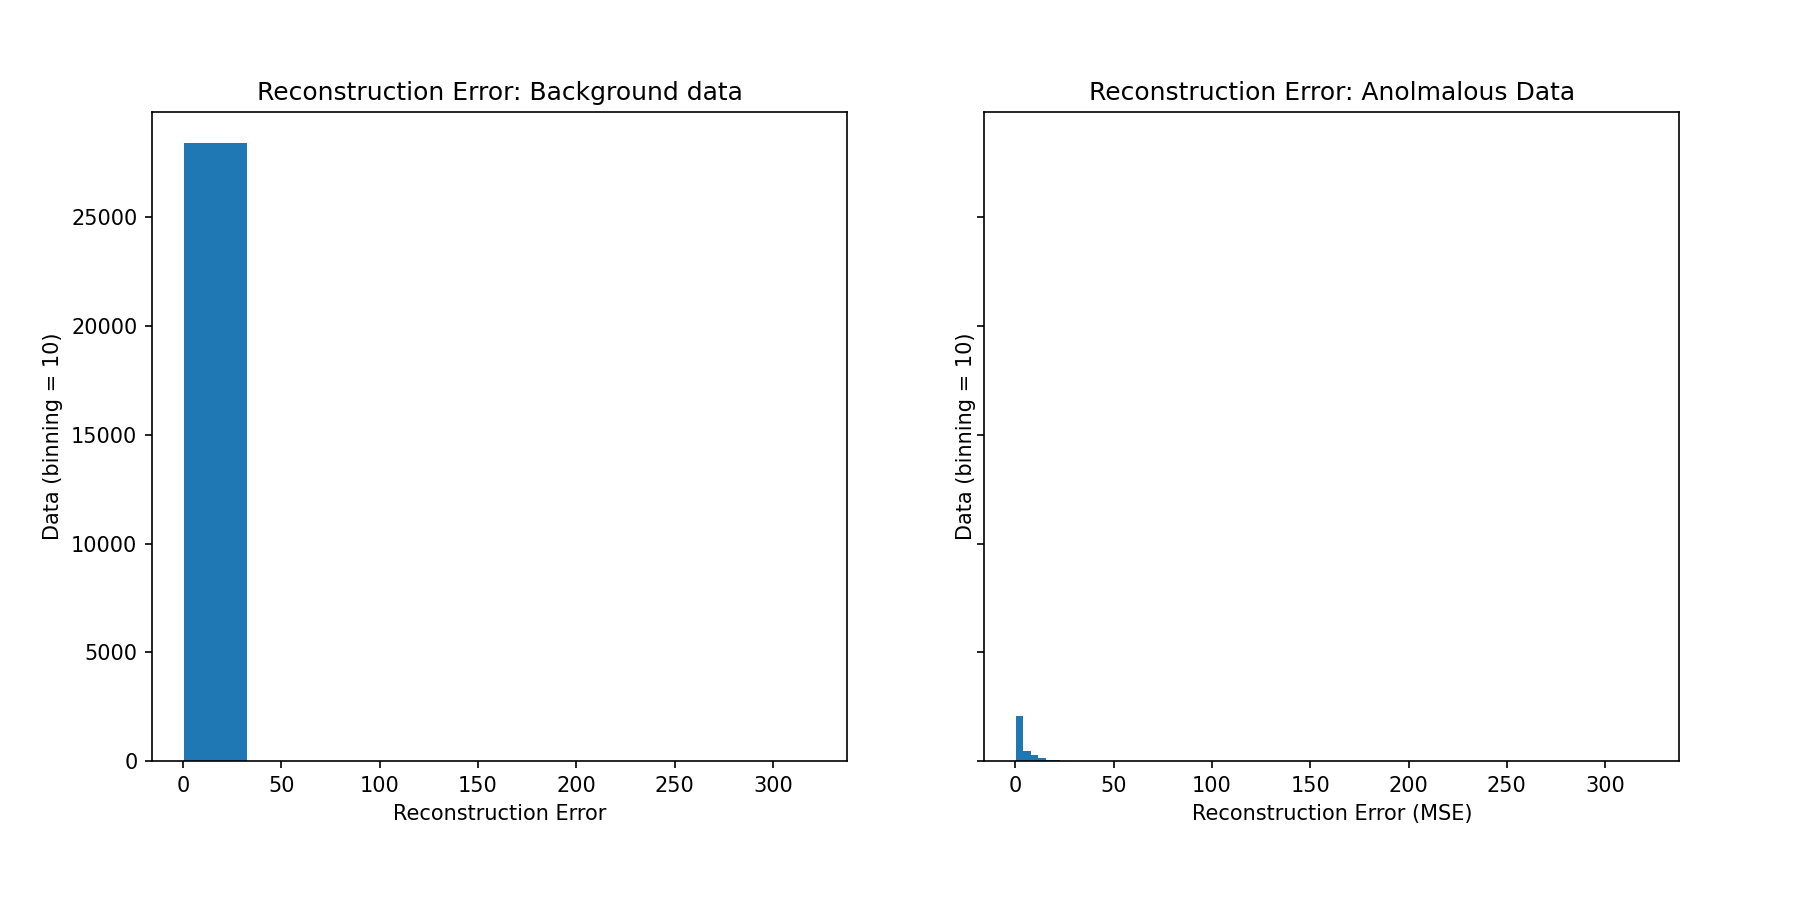 Reconstruction Error: Background data
Data (binning = 10)
25000
20000
15000
10000
5000
0
0 50 100 150 200 250 300
Reconstruction Error
Reconstruction Error: Anolmalous Data
Data (binning = 10)
0 50 100 150 200 250 300
Reconstruction Error (MSE)